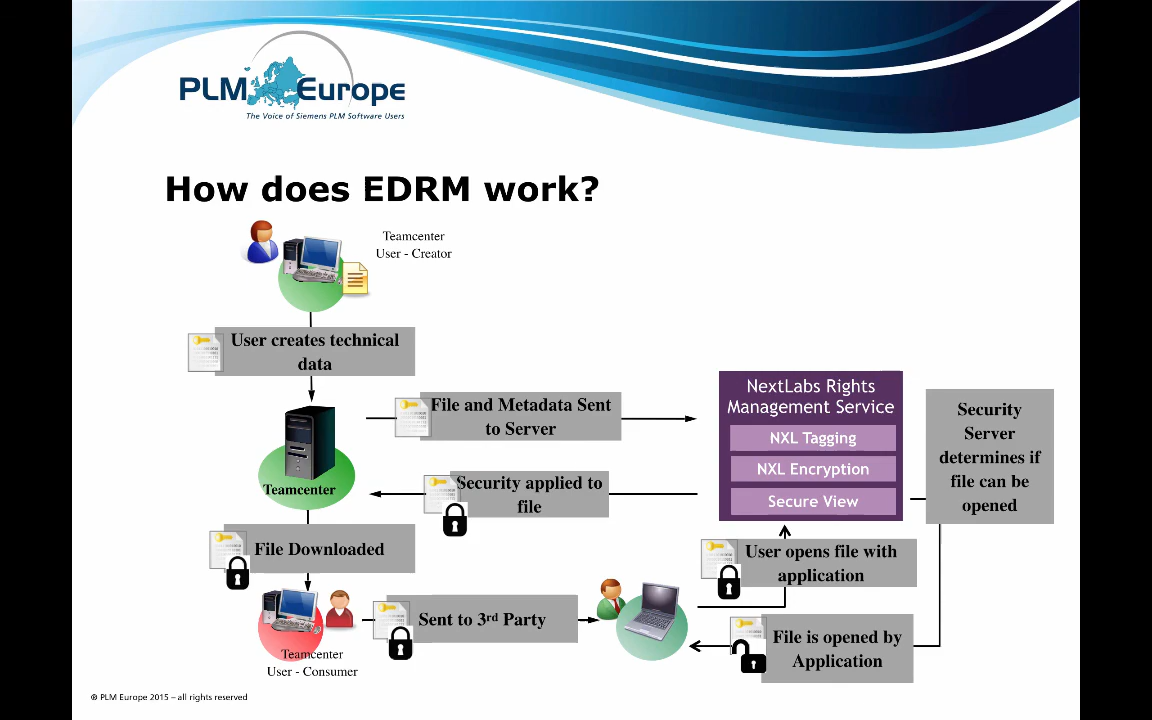 PLM Europe
The Voice of Siemens PLM Software Users
How does EDRM work?
Teamcenter
User - Creator
User creates technical
data
File and Metadata Sent
to Server
NextLabs Rights
Management Service
NXL Tagging
NXL Encryption
Secure View
Security
Server
determines if
file can be
opened
Teamcenter
Security applied to
file
File Downloaded
User opens file with
application
Sent to 3rd Party
File is opened by
Application
Teamcenter
User - Consumer
® PLM Europe 2015 – all rights reserved